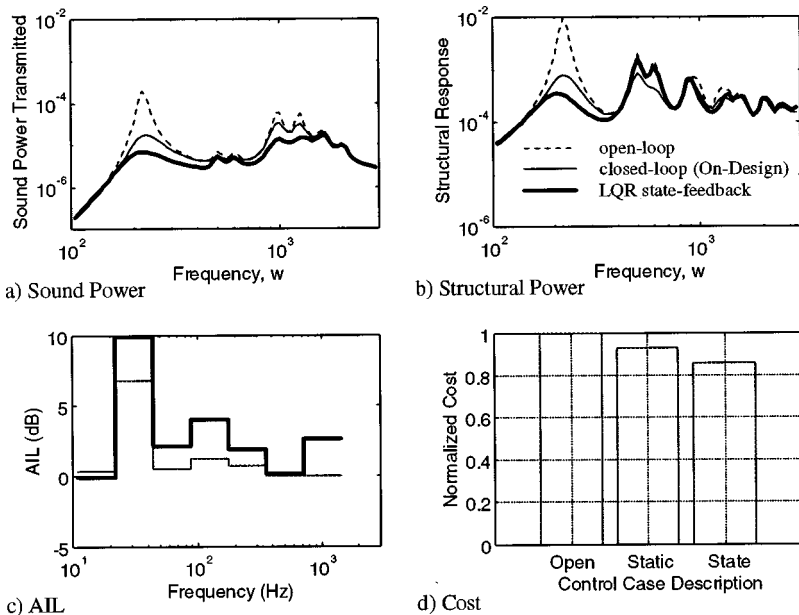 10^-2
10^-4
10^-6
Sound Power Transmitted
10^2
10^3
Frequency, w
a) Sound Power
10^-2
10^-4
10^-6
Structural Response
open-loop
closed-loop (On-Design)
LQR state-feedback
10^2
10^3
Frequency, w
b) Structural Power
10
5
0
-5
AIL (dB)
10^1
10^2
10^3
Frequency (Hz)
c) AIL
1
0.8
0.6
0.4
0.2
0
Normalized Cost
Open Static State
Control Case Description
d) Cost